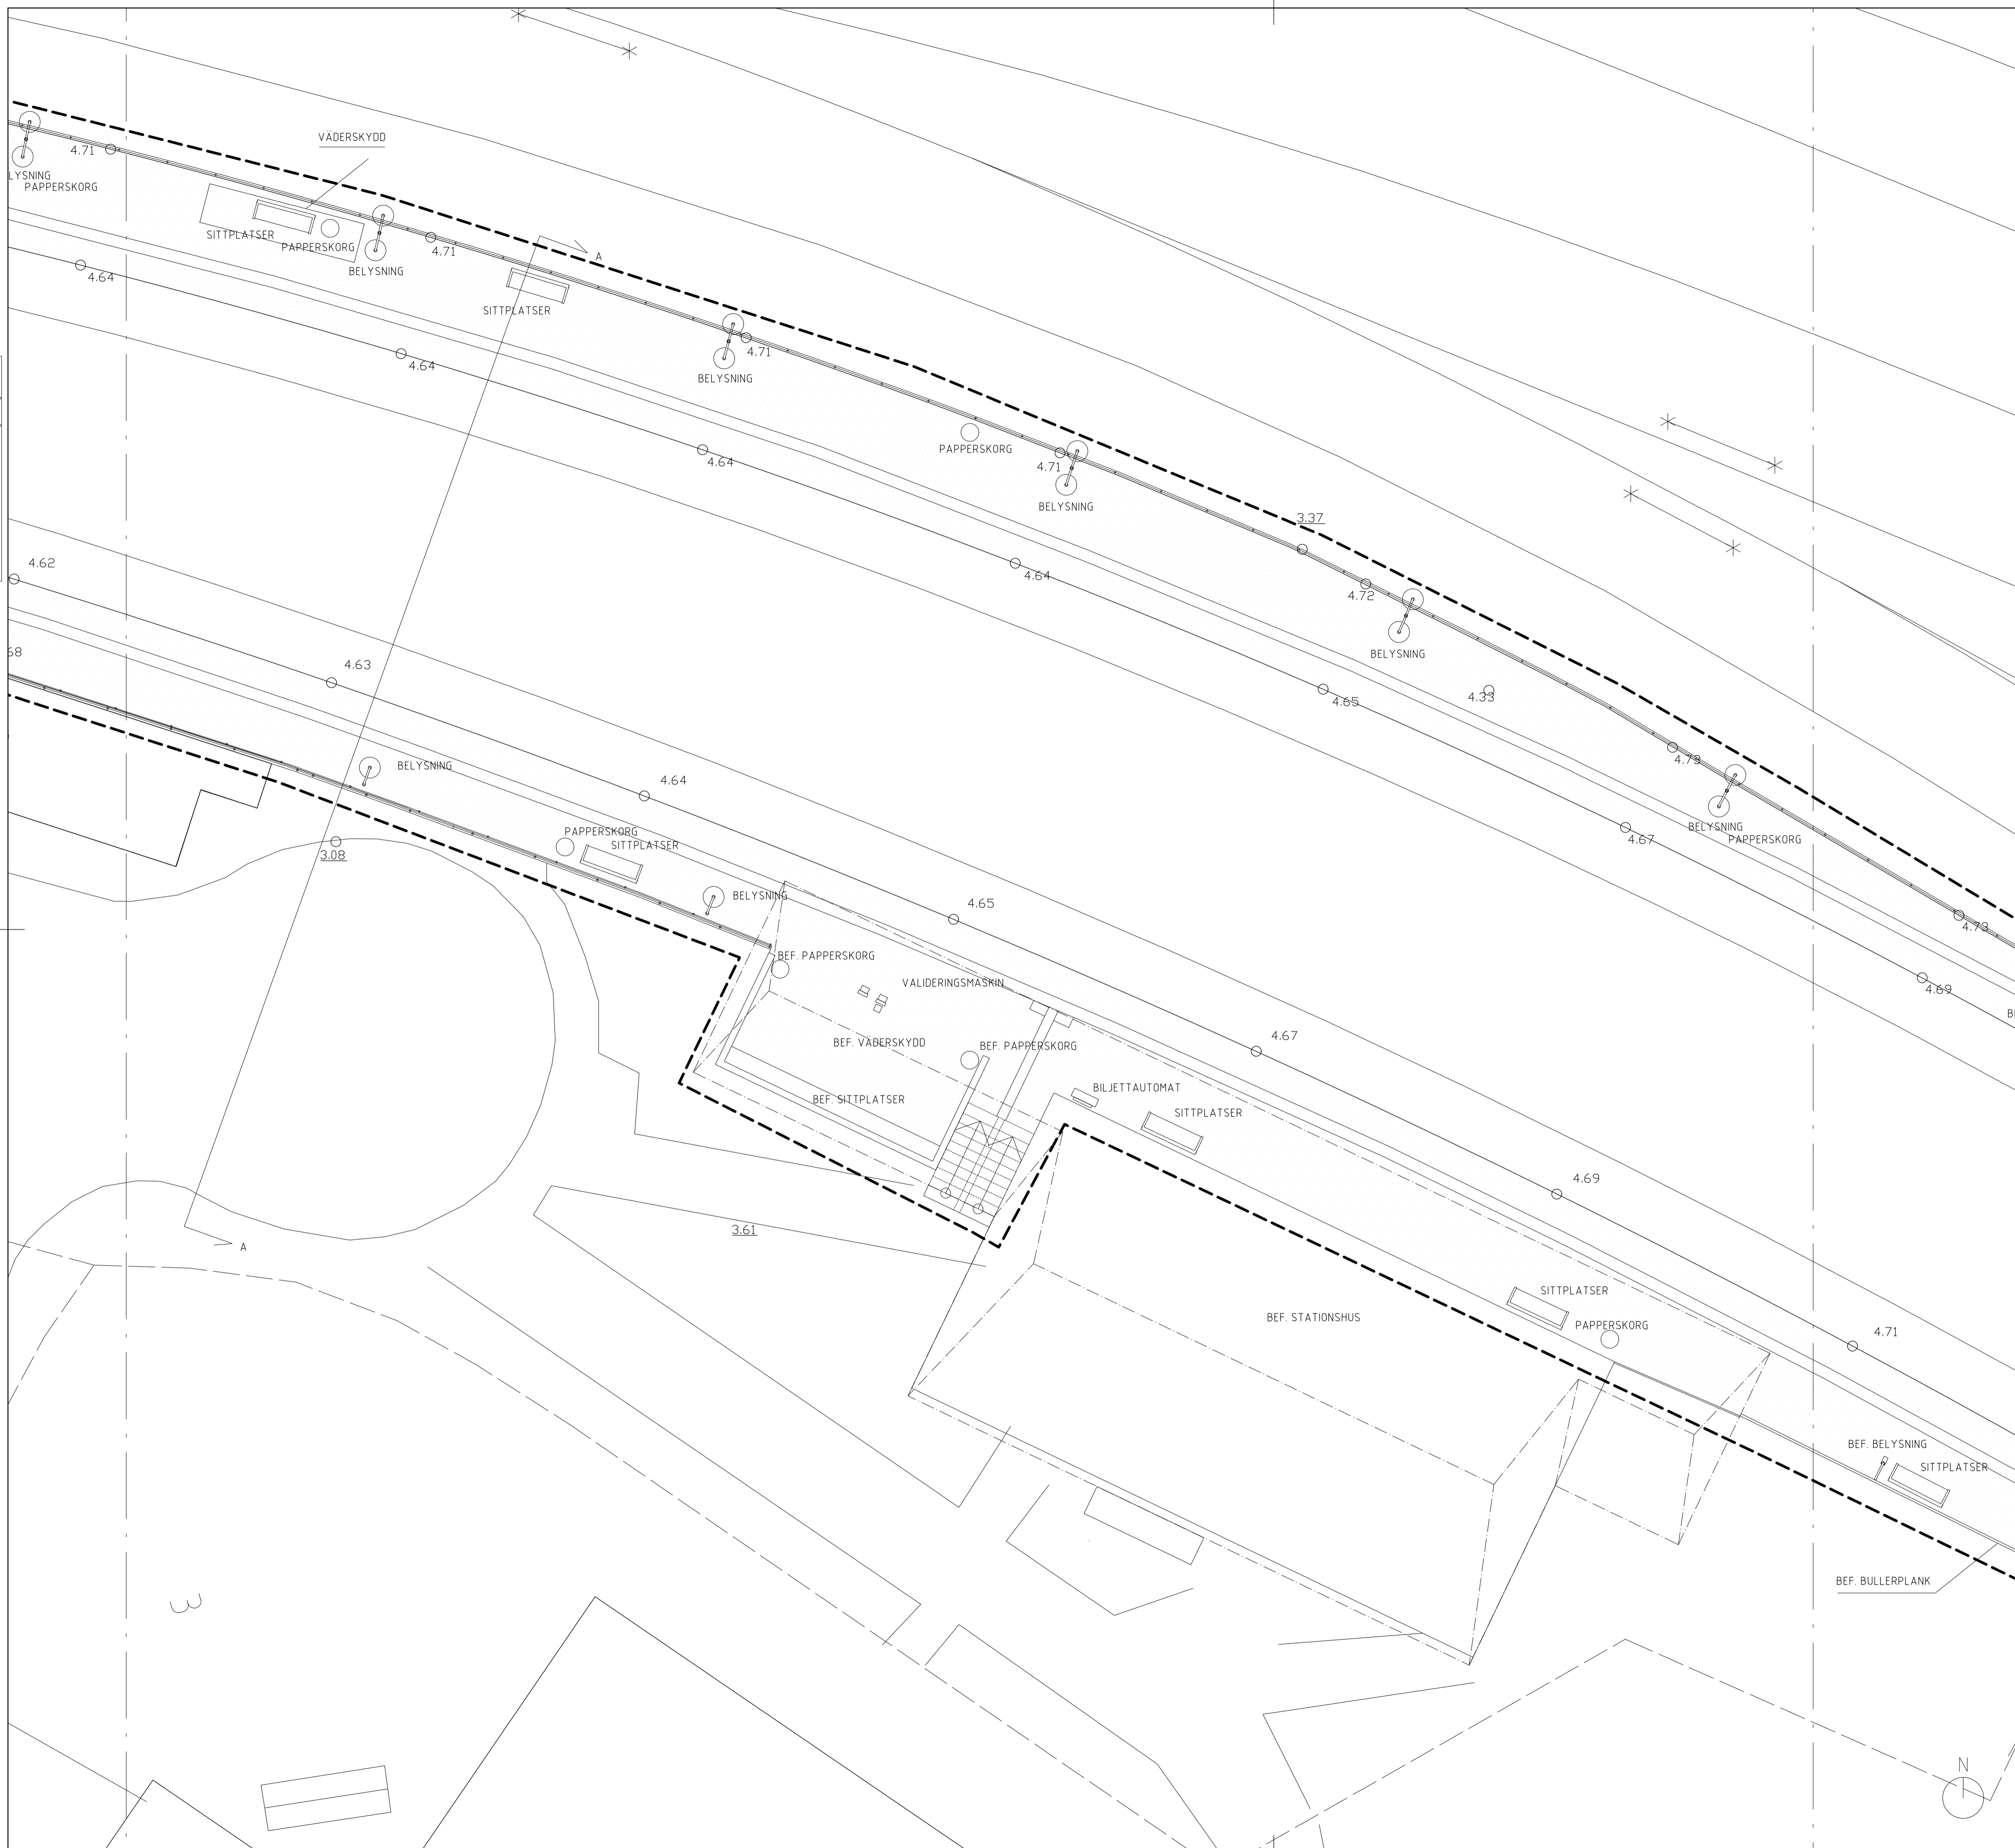 VÄDERSKYDD
4.71
PAPPERSKORG
SITTPLATSER
PAPPERSKORG
4.71
A
BELYSNING
4.64
SITTPLATSER
4.71
4.64
BELYSNING
PAPPERSKORG
4.64
4.71
BELYSNING
3.37
4.62
4.64
4.72
BELYSNING
4.63
4.33
4.65
BELYSNING
4.73
4.64
BELYSNING
PAPPERSKORG
4.67
PAPPERSKORG
SITTPLATSER
3.08
BELYSNING
4.65
4.73
BEF. PAPPERSKORG
VALIDERINGSMASKIN
4.69
4.67
BEF. VÄDERSKYDD
BEF. PAPPERSKORG
BILJETTAUTOMAT
BEF. SITTPLATSER
SITTPLATSER
4.69
3.61
A
SITTPLATSER
BEF. STATIONSHUS
PAPPERSKORG
4.71
BEF. BELYSNING
SITTPLATSER
BEF. BULLERPLANK
3
N